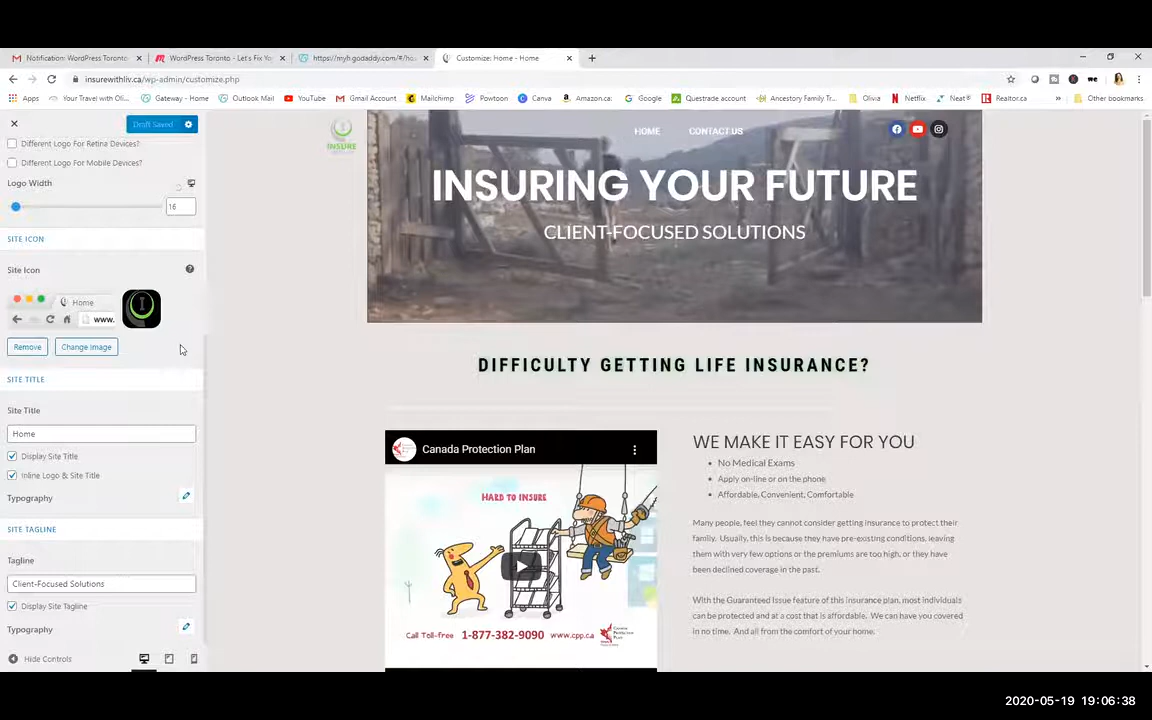 Notification: WordPress Toronto
WordPress Toronto - Let's Fix Yo
https://myh.godaddy.com/#/ho
Customize: Home - Home
insurewithliv.ca/wp-admin/customize.php
Apps
Your Travel with Oli...
Gateway - Home
Outlook Mail
YouTube
Gmail Account
Mailchimp
Powtoon
Canva
Amazon.ca:
Google
Questrade account
Ancestory Family Tr...
Olivia
Netflix
Neat®
Realtor.ca
»
Other bookmarks
Draft Saved
Different Logo For Retina Devices?
Different Logo For Mobile Devices?
Logo Width
16
SITE ICON
Site Icon
Home
www.
Remove
Change Image
SITE TITLE
Site Title
Home
Display Site Title
Inline Logo & Site Title
Typography
SITE TAGLINE
Tagline
Client-Focused Solutions
Display Site Tagline
Typography
Hide Controls
INSURE
HOME
CONTACT US
INSURING YOUR FUTURE
CLIENT-FOCUSED SOLUTIONS
DIFFICULTY GETTING LIFE INSURANCE?
Canada Protection Plan
HARD TO INSURE
Call Toll-free 1-877-382-9090 www.cpp.ca
WE MAKE IT EASY FOR YOU
No Medical Exams
Apply on-line or on the phone
Affordable, Convenient, Comfortable
Many people, feel they cannot consider getting insurance to protect their
family. Usually, this is because they have pre-existing conditions, leaving
them with very few options or the premiums are too high, or they have
been declined coverage in the past.
With the Guaranteed Issue feature of this insurance plan, most individuals
can be protected and at a cost that is affordable. We can have you covered
in no time. And all from the comfort of your home.
2020-05-19 19:06:38